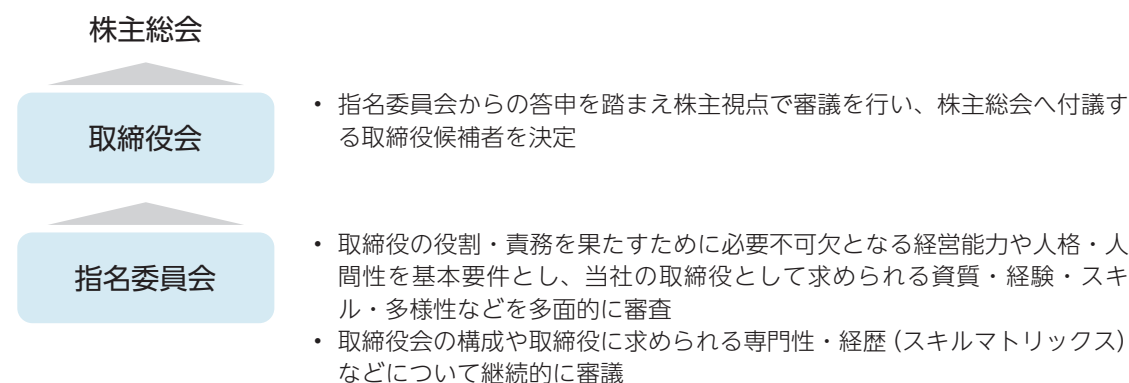 株主総会
取締役会
• 指名委員会からの答申を踏まえ株主視点で審議を行い、株主総会へ付議す
る取締役候補者を決定
指名委員会
• 取締役の役割・責務を果たすために必要不可欠となる経営能力や人格・人
間性を基本要件とし、当社の取締役として求められる資質・経験・スキ
ル・多様性などを多面的に審査
• 取締役会の構成や取締役に求められる専門性・経歴 (スキルマトリックス)
などについて継続的に審議